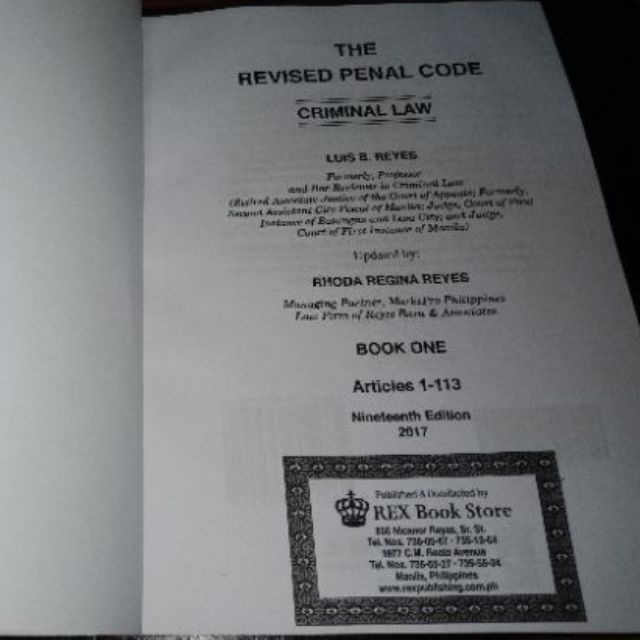 THE
REVISED PENAL CODE
CRIMINAL LAW
LUIS B. REYES
Formerly, Professor
and Bar Reviewer in Criminal Law
(Retired Associate Justice of the Court of Appeals; Formerly,
Second Assistant City Fiscal of Manila; Judge, Court of First
Instance of Batangas and Lipa City; and Judge,
Court of First Instance of Manila)
Updated by:
RHODA REGINA REYES
Managing Partner, Philippines
Law Firm of Reyes & Associates
BOOK ONE
Articles 1-113
Nineteenth Edition
2017
Published & Distributed by
REX Book Store
856 Nicanor Reyes, Sr. St.
Tel. Nos.
1977 C.M. Recto Avenue
Tel. Nos.
Manila, Philippines
www.rexpublishing.com.ph